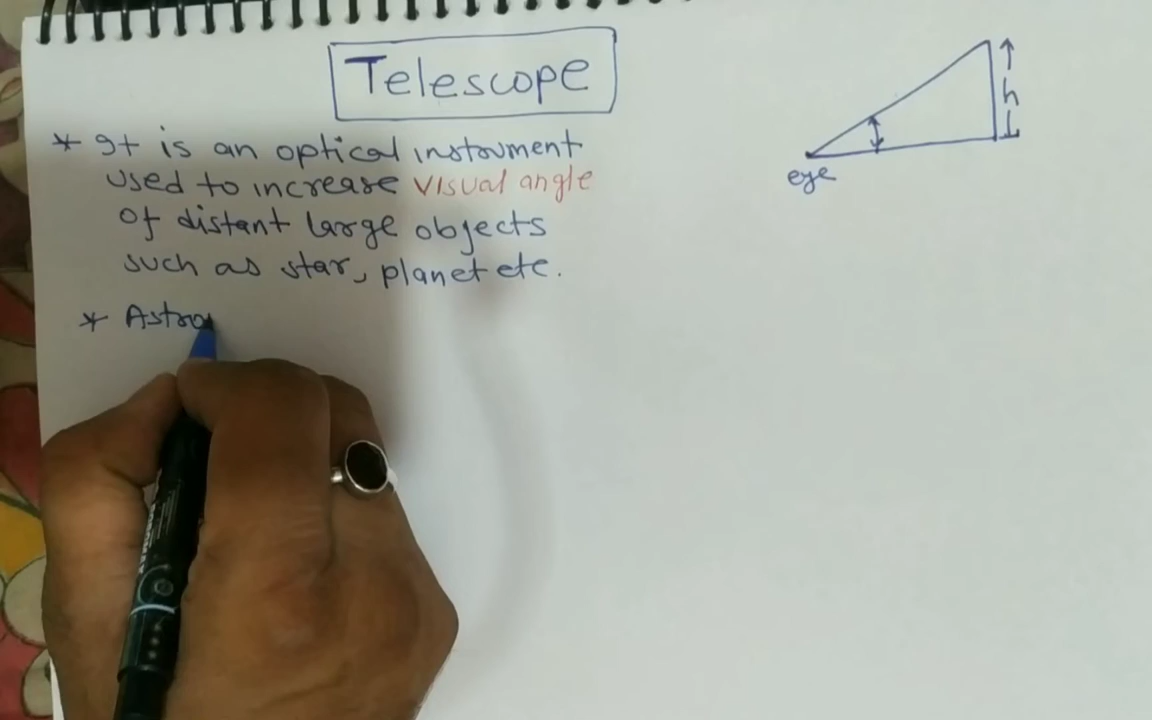 Telescope
* It is an optical instrument
used to increase visual angle
of distant large objects
such as star, planet etc.
* Astro
h
eye